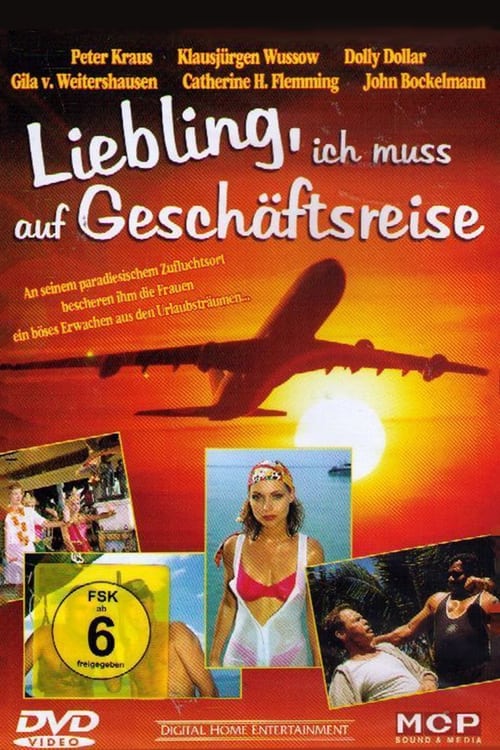 Peter Kraus Klausjürgen Wussow Dolly Dollar
Gila v. Weitershausen Catherine H. Flemming John Bockelmann
Liebling, ich muss
auf Geschäftsreise
An seinem paradiesischem Zufluchtsort
bescheren ihm die Frauen
ein böses Erwachen aus den Urlaubsträumen...
FSK
ab
6
freigegeben
DVD
VIDEO
DIGITAL HOME ENTERTAINMENT
MCP
SOUND & MEDIA